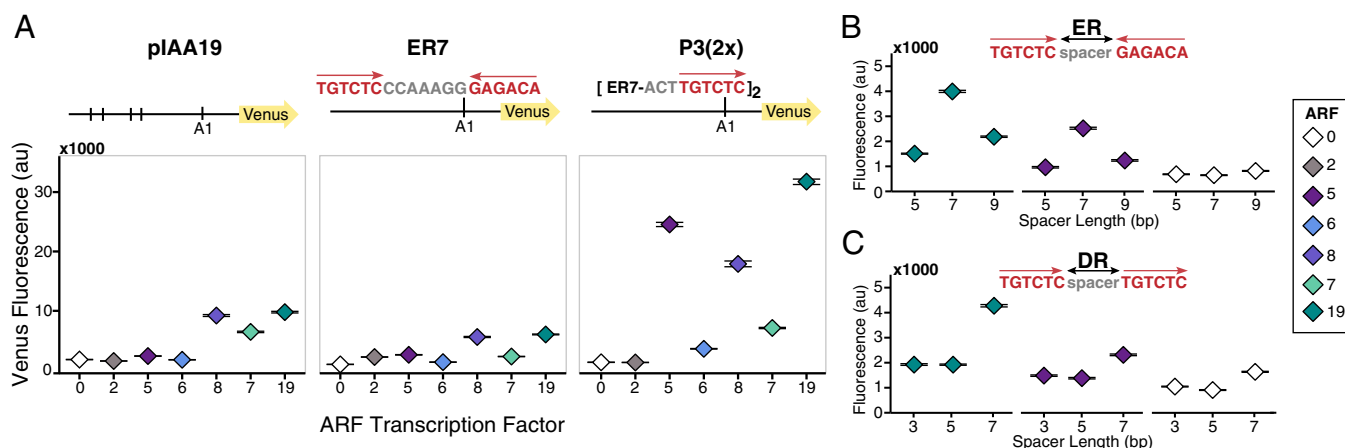 A
pIAA19
A1
Venus
ER7
TGTCTCCCAAAGGGAGACA
A1
Venus
P3(2x)
[ ER7-ACTTGTCTC ]2
A1
Venus
Venus Fluorescence (au)
x1000
30
20
10
0
0 2 5 6 8 7 19
0 2 5 6 8 7 19
0 2 5 6 8 7 19
ARF Transcription Factor
B
x1000
ER
TGTCTC spacer GAGACA
Fluorescence (au)
5
4
3
2
1
0
5 7 9 5 7 9 5 7 9
Spacer Length (bp)
C
x1000
DR
TGTCTC spacer TGTCTC
Fluorescence (au)
5
4
3
2
1
0
3 5 7 3 5 7 3 5 7
Spacer Length (bp)
ARF
0
2
5
6
8
7
19